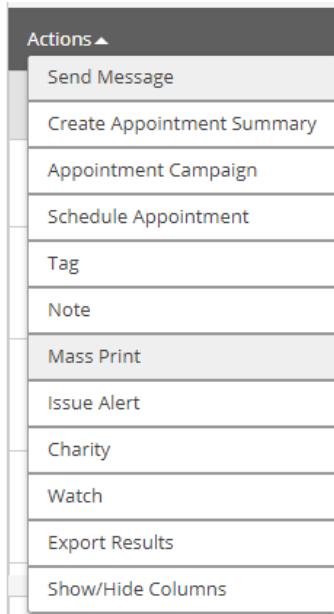 Actions ▲
Send Message
Create Appointment Summary
Appointment Campaign
Schedule Appointment
Tag
Note
Mass Print
Issue Alert
Charity
Watch
Export Results
Show/Hide Columns